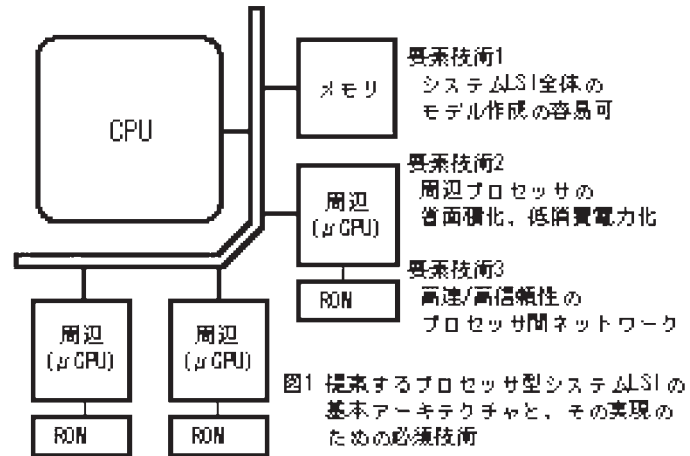 CPU
メモリ
要素技術1
システムLSI全体の
モデル作成の容易可
周辺
(μCPU)
ROM
要素技術2
周辺プロセッサの
省面積化、低消費電力化
要素技術3
高速/高信頼性の
プロセッサ間ネットワーク
周辺
(μCPU)
ROM
周辺
(μCPU)
ROM
図1 提案するプロセッサ型システムLSIの
基本アーキテクチャと、その実現の
ための必須技術